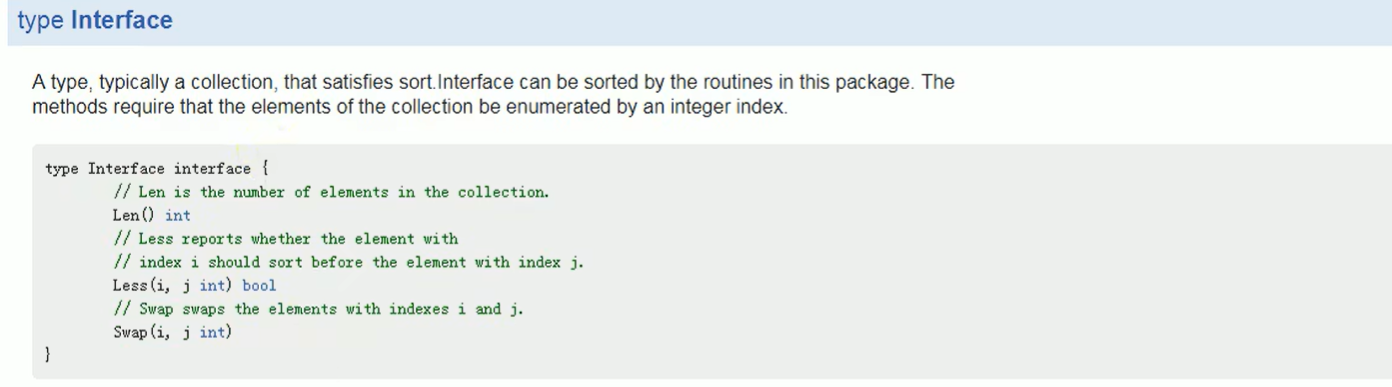 type Interface
A type, typically a collection, that satisfies sort.Interface can be sorted by the routines in this package. The
methods require that the elements of the collection be enumerated by an integer index.
type Interface interface {
// Len is the number of elements in the collection.
Len() int
// Less reports whether the element with
// index i should sort before the element with index j.
Less(i, j int) bool
// Swap swaps the elements with indexes i and j.
Swap(i, j int)
}